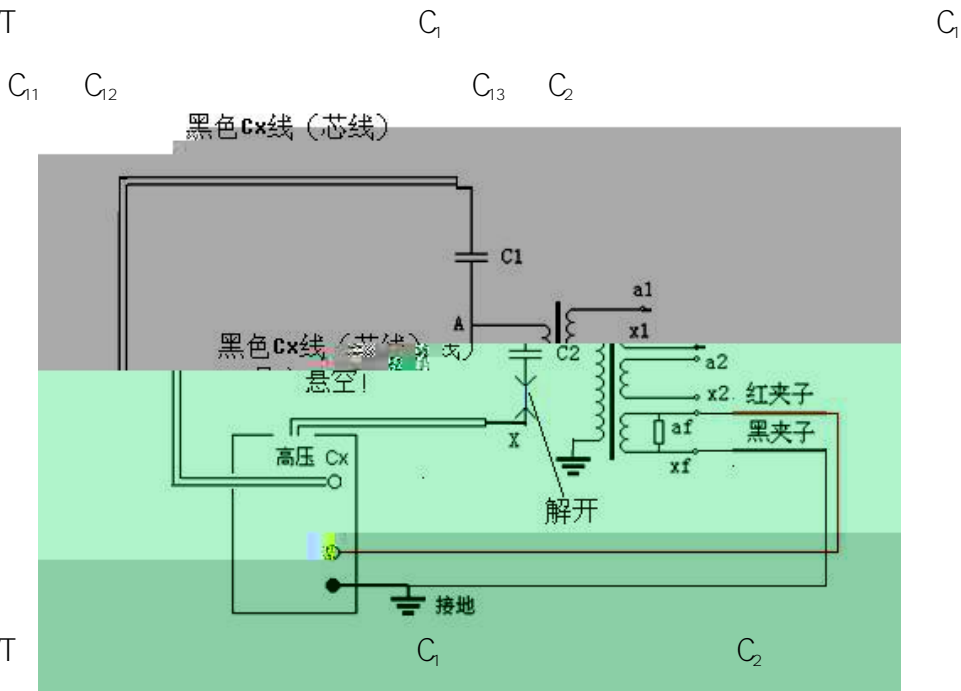 T C₁ C₁
C₁₁ C₁₂ C₁₃ C₂
黑色Cx线（芯线）
C1
a1
A
x1
黑色Cx线
C2
a2
悬空！
x2 红夹子
af 黑夹子
X
高压 Cx
xf
解开
接地
T C₁ C₂